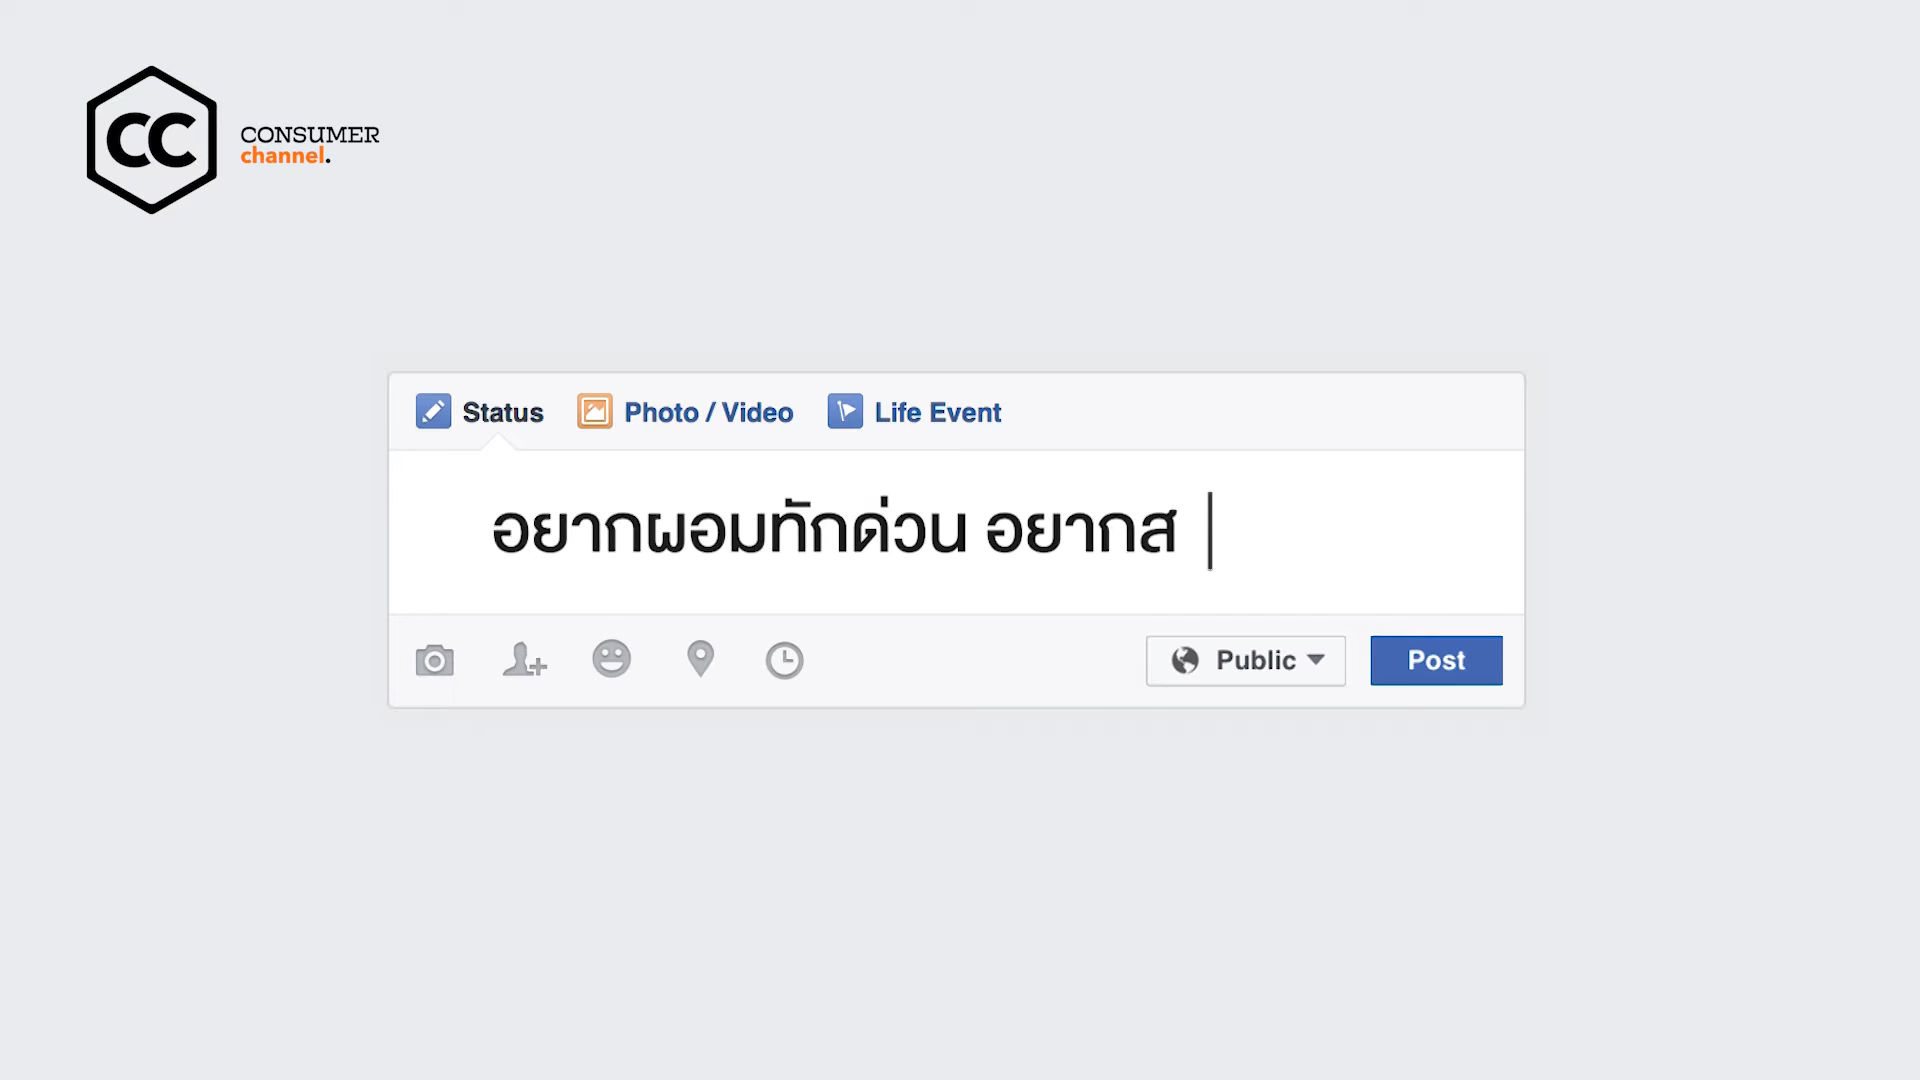 CC
CONSUMER
channel.
Status Photo / Video Life Event
อยากผอมทักด่วน อยากส
Public Post